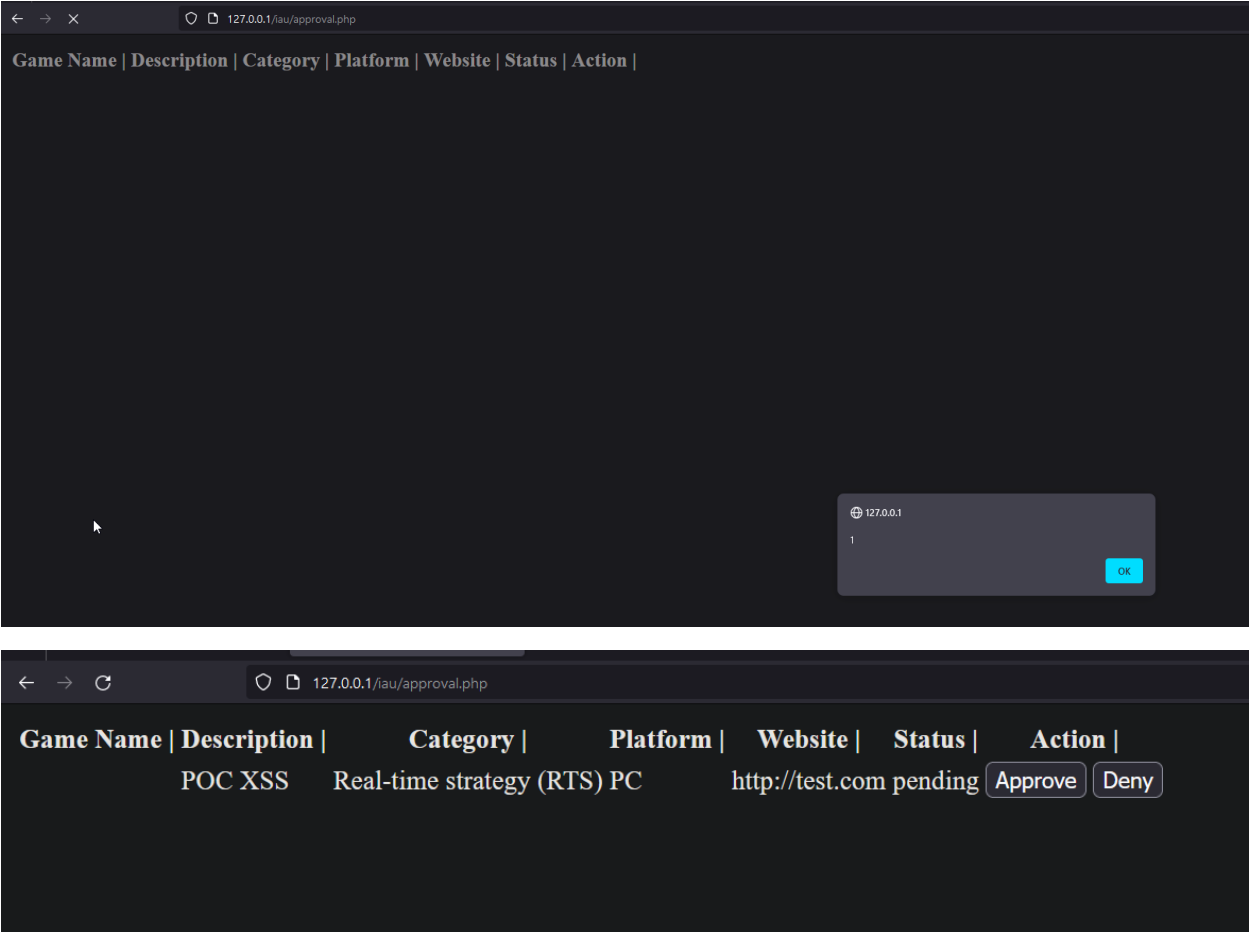 127.0.0.1/iau/approval.php
Game Name | Description | Category | Platform | Website | Status | Action |
127.0.0.1
1
OK
127.0.0.1/iau/approval.php
Game Name | Description | Category | Platform | Website | Status | Action |
POC XSS Real-time strategy (RTS) PC http://test.com pending Approve Deny